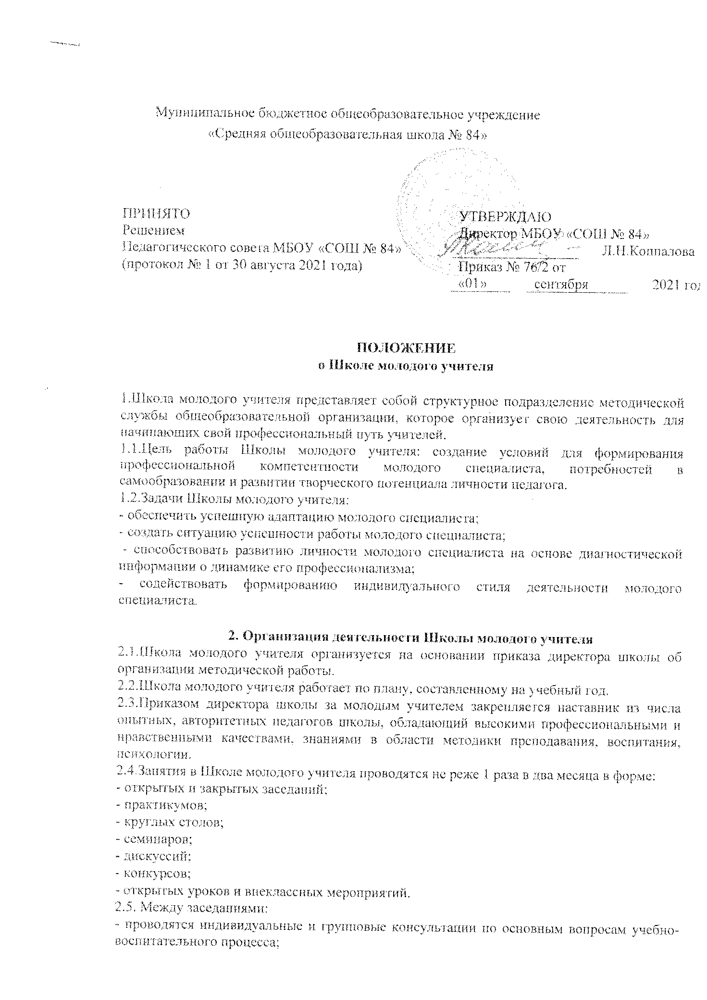 Муниципальное бюджетное общеобразовательное учреждение
«Средняя общеобразовательная школа № 84»
ПРИНЯТО
Решением
Педагогического совета МБОУ «СОШ № 84»
(протокол № 1 от 30 августа 2021 года)
УТВЕРЖДАЮ
Директор МБОУ «СОШ № 84»
Л.Н.Коппалова
Приказ № 76/2 от
«01» сентября 2021 год
ПОЛОЖЕНИЕ
о Школе молодого учителя
1.Школа молодого учителя представляет собой структурное подразделение методической
службы общеобразовательной организации, которое организует свою деятельность для
начинающих свой профессиональный путь учителей.
1.1.Цель работы Школы молодого учителя: создание условий для формирования
профессиональной компетентности молодого специалиста, потребностей в
самообразовании и развитии творческого потенциала личности педагога.
1.2.Задачи Школы молодого учителя:
- обеспечить успешную адаптацию молодого специалиста;
- создать ситуацию успешности работы молодого специалиста;
- способствовать развитию личности молодого специалиста на основе диагностической
информации о динамике его профессионализма;
- содействовать формированию индивидуального стиля деятельности молодого
специалиста.
2. Организация деятельности Школы молодого учителя
2.1.Школа молодого учителя организуется на основании приказа директора школы об
организации методической работы.
2.2.Школа молодого учителя работает по плану, составленному на учебный год.
2.3.Приказом директора школы за молодым учителем закрепляется наставник из числа
опытных, авторитетных педагогов школы, обладающий высокими профессиональными и
нравственными качествами, знаниями в области методики преподавания, воспитания,
психологии.
2.4.Занятия в Школе молодого учителя проводятся не реже 1 раза в два месяца в форме:
- открытых и закрытых заседаний;
- практикумов;
- круглых столов;
- семинаров;
- дискуссий;
- конкурсов;
- открытых уроков и внеклассных мероприятий.
2.5. Между заседаниями:
- проводятся индивидуальные и групповые консультации по основным вопросам учебно-
воспитательного процесса;